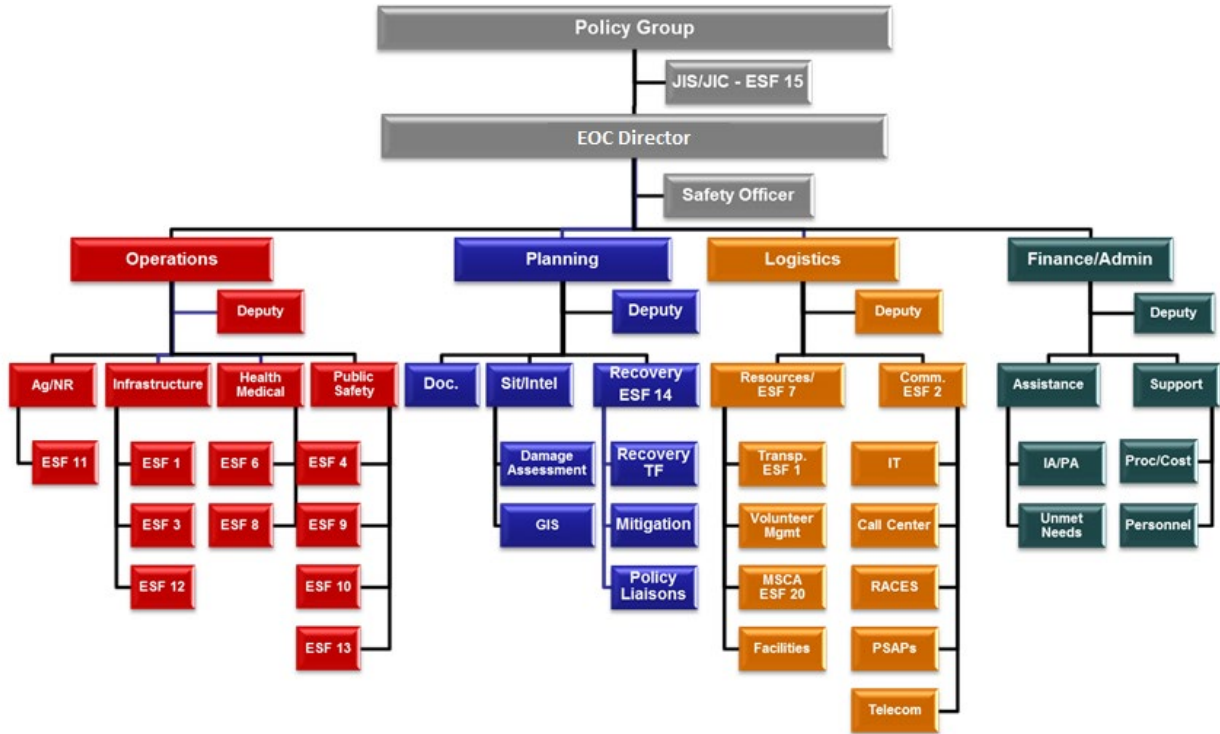 Policy Group
JIS/JIC - ESF 15
EOC Director
Safety Officer
Operations
Planning
Logistics
Finance/Admin
Deputy
Deputy
Deputy
Deputy
Ag/NR
Infrastructure
Health
Medical
Public
Safety
Doc.
Sit/Intel
Recovery
ESF 14
Resources/
ESF 7
Comm.
ESF 2
Assistance
Support
ESF 11
ESF 1
ESF 6
ESF 4
Damage
Assessment
Recovery
TF
Transp.
ESF 1
IT
IA/PA
Proc/Cost
ESF 3
ESF 8
ESF 9
GIS
Mitigation
Volunteer
Mgmt
Call Center
Unmet
Needs
Personnel
ESF 12
ESF 10
Policy
Liaisons
MSCA
ESF 20
RACES
ESF 13
Facilities
PSAPs
Telecom